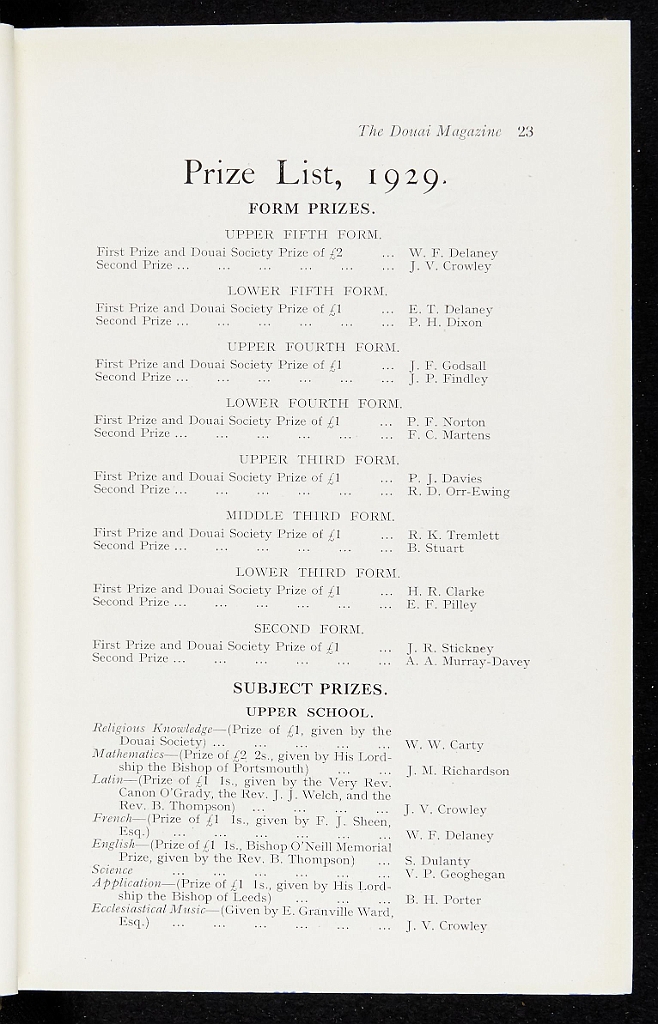 The Douai Magazine 23
Prize List, 1929.
FORM PRIZES.
UPPER FIFTH FORM.
First Prize and Douai Society Prize of £2 ... W. F. Delaney
Second Prize ... ... ... ... ... ... J. V. Crowley
LOWER FIFTH FORM.
First Prize and Douai Society Prize of £1 ... E. T. Delaney
Second Prize ... ... ... ... ... ... P. H. Dixon
UPPER FOURTH FORM.
First Prize and Douai Society Prize of £1 ... J. F. Godsall
Second Prize ... ... ... ... ... ... J. P. Findley
LOWER FOURTH FORM.
First Prize and Douai Society Prize of £1 ... P. F. Norton
Second Prize ... ... ... ... ... ... F. C. Martens
UPPER THIRD FORM.
First Prize and Douai Society Prize of £1 ... P. J. Davies
Second Prize ... ... ... ... ... ... R. D. Orr-Ewing
MIDDLE THIRD FORM.
First Prize and Douai Society Prize of £1 ... R. K. Tremlett
Second Prize ... ... ... ... ... ... B. Stuart
LOWER THIRD FORM.
First Prize and Douai Society Prize of £1 ... H. R. Clarke
Second Prize ... ... ... ... ... ... E. F. Pilley
SECOND FORM.
First Prize and Douai Society Prize of £1 ... J. R. Stickney
Second Prize ... ... ... ... ... ... A. A. Murray-Davey
SUBJECT PRIZES.
UPPER SCHOOL.
Religious Knowledge—(Prize of £1, given by the
Douai Society) ... ... ... ... ... W. W. Carty
Mathematics—(Prize of £2 2s., given by His Lord-
ship the Bishop of Portsmouth) ... ... J. M. Richardson
Latin—(Prize of £1 1s., given by the Very Rev.
Canon O'Grady, the Rev. J. J. Welch, and the
Rev. B. Thompson) ... ... ... ... J. V. Crowley
French—(Prize of £1 1s., given by F. J. Sheen,
Esq.) ... ... ... ... ... ... W. F. Delaney
English—(Prize of £1 1s., Bishop O'Neill Memorial
Prize, given by the Rev. B. Thompson) ... S. Dulanty
Science ... ... ... ... ... ... ... V. P. Geoghegan
Application—(Prize of £1 1s., given by His Lord-
ship the Bishop of Leeds) ... ... ... B. H. Porter
Ecclesiastical Music—(Given by E. Granville Ward,
Esq.) ... ... ... ... ... ... J. V. Crowley